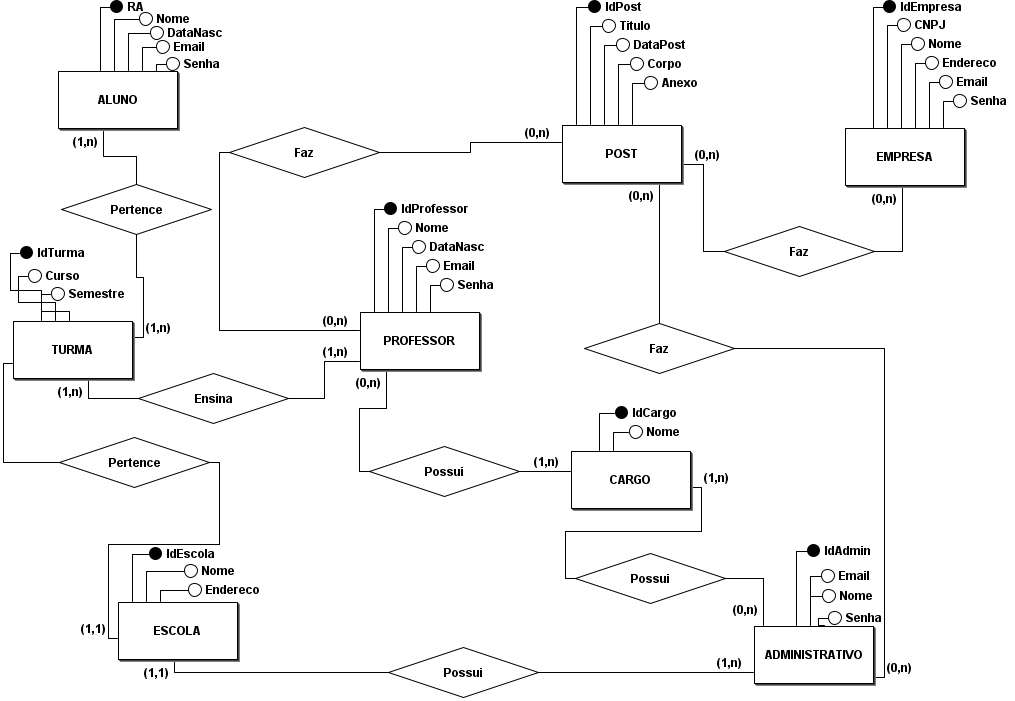 RA
Nome
DataNasc
Email
Senha
ALUNO
(1,n)
Pertence
(1,n)
IdTurma
Curso
Semestre
TURMA
(1,n)
Ensina
(1,n)
Pertence
(1,1)
IdEscola
Nome
Endereco
ESCOLA
(1,1)
Possui
(1,n)
IdPost
Titulo
DataPost
Corpo
Anexo
POST
(0,n)
Faz
(0,n)
IdProfessor
Nome
DataNasc
Email
Senha
PROFESSOR
(0,n)
Possui
(1,n)
IdEmpresa
CNPJ
Nome
Endereco
Email
Senha
EMPRESA
(0,n)
Faz
(0,n)
(0,n)
Faz
(0,n)
IdCargo
Nome
CARGO
(1,n)
Possui
(0,n)
IdAdmin
Email
Nome
Senha
ADMINISTRATIVO